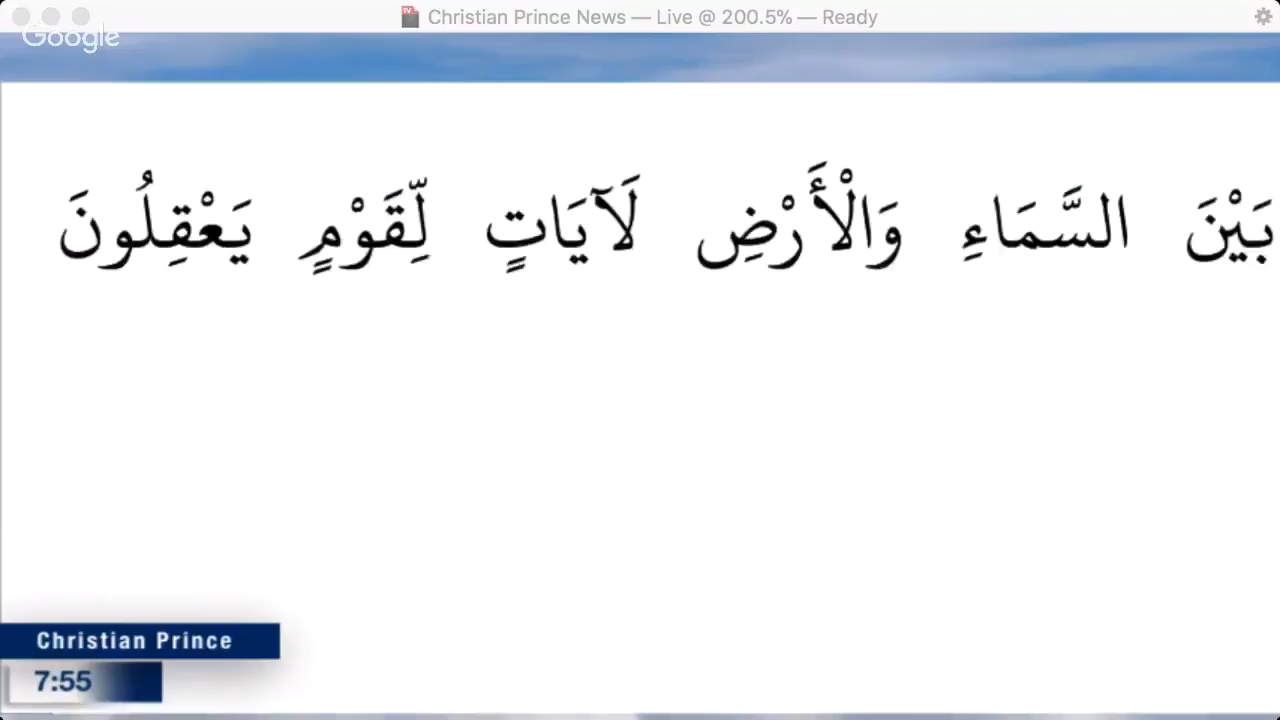 Christian Prince News — Live @ 200.5% — Ready
Google
بَيْنَ السَّمَاءِ وَالْأَرْضِ لَآيَاتٍ لِّقَوْمٍ يَعْقِلُونَ
Christian Prince
7:55